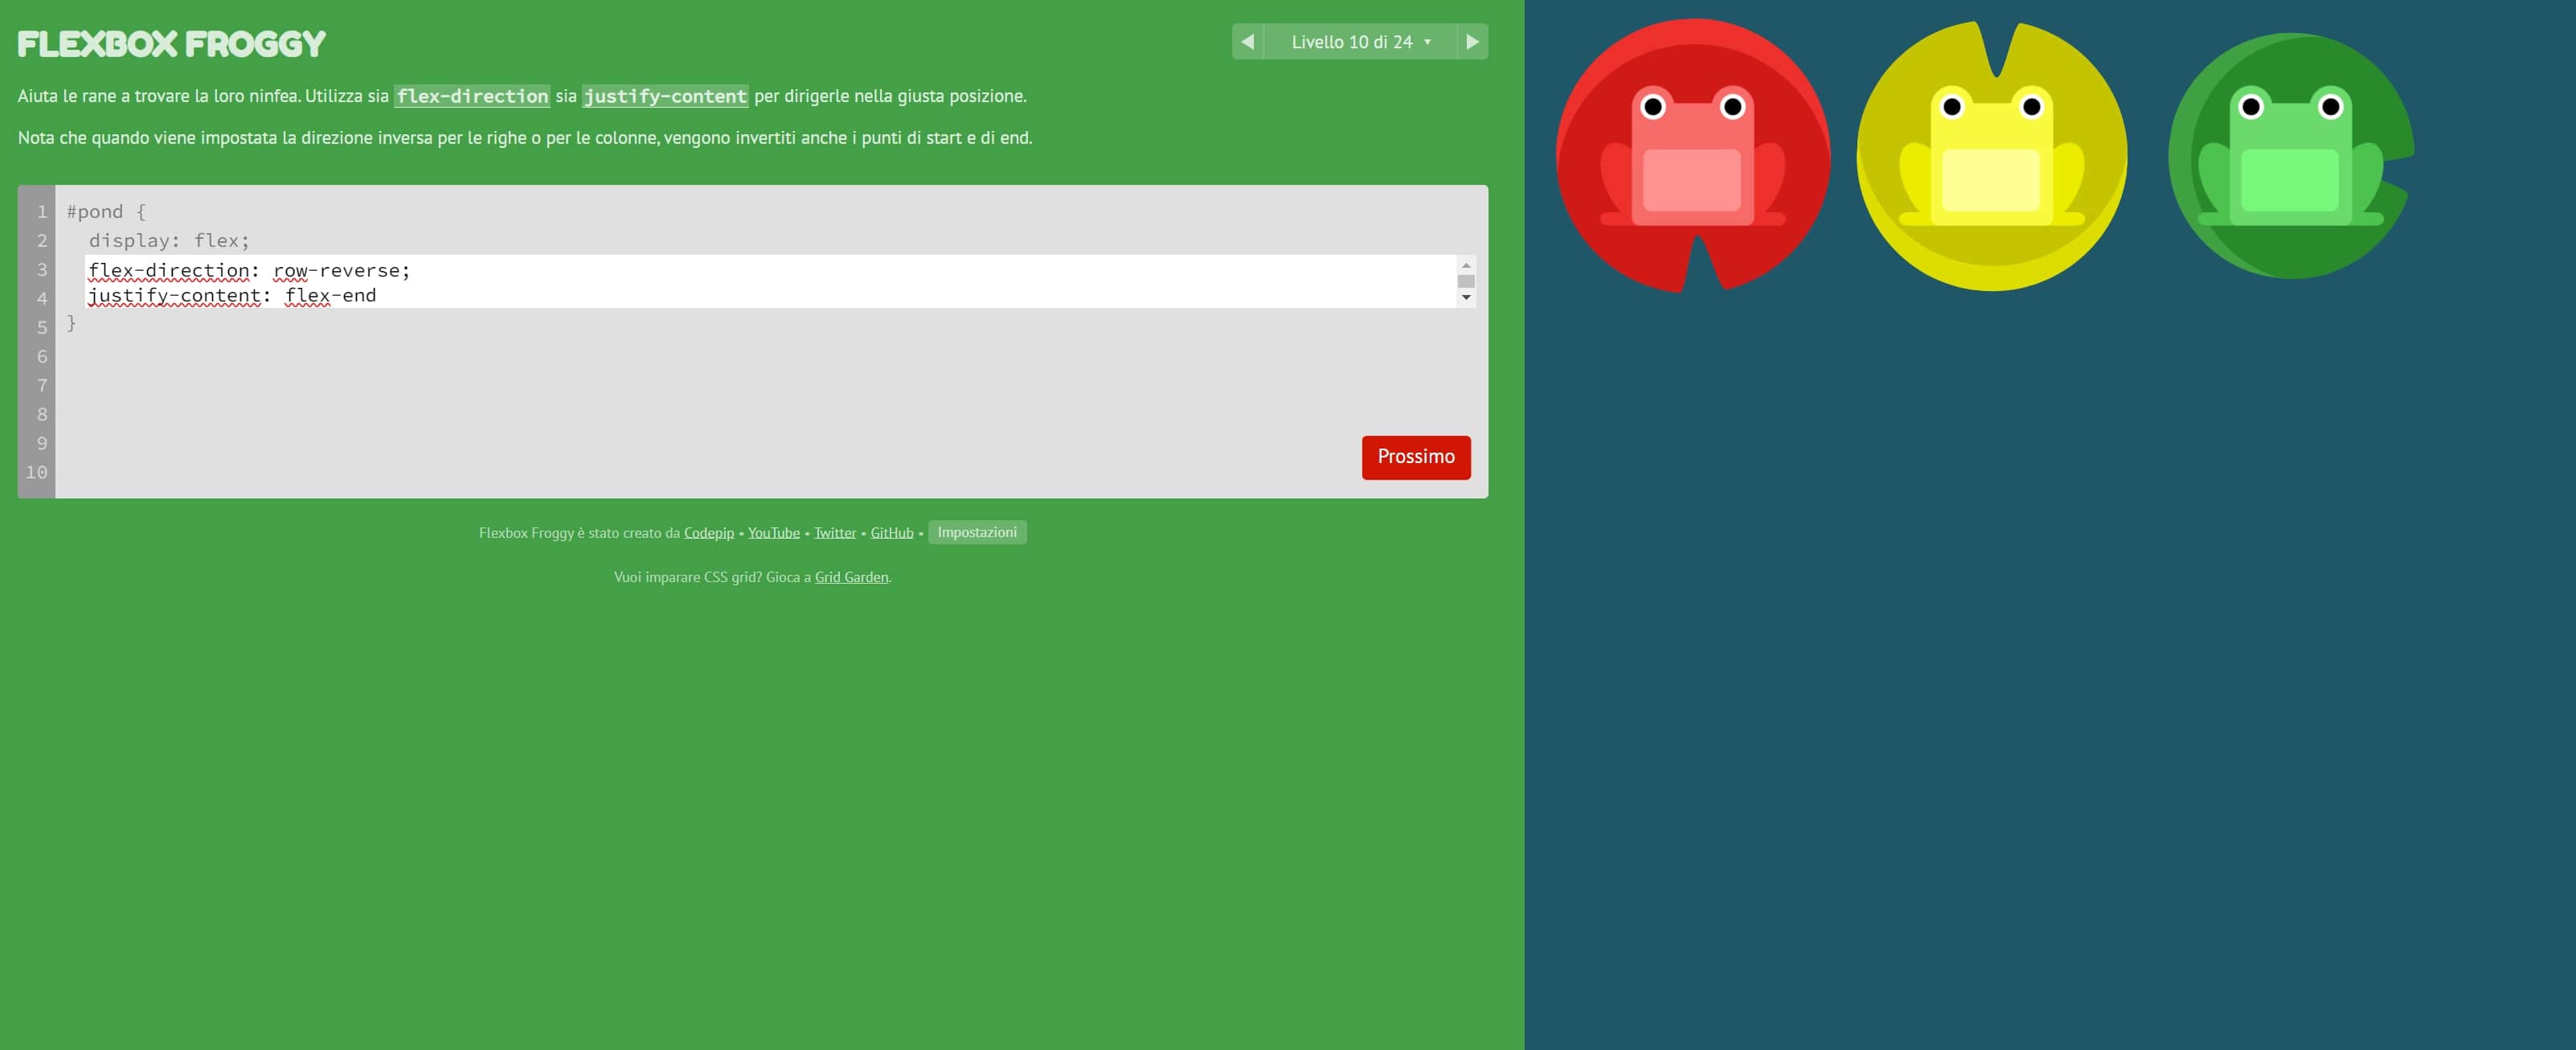 FLEXBOX FROGGY
Livello 10 di 24
Aiuta le rane a trovare la loro ninfea. Utilizza sia flex-direction sia justify-content per dirigerle nella giusta posizione.
Nota che quando viene impostata la direzione inversa per le righe o per le colonne, vengono invertiti anche i punti di start e di end.
1 #pond {
2 display: flex;
3 flex-direction: row-reverse;
4 justify-content: flex-end
5 }
6
7
8
9
10
Prossimo
Flexbox Froggy è stato creato da Codepip • YouTube • Twitter • GitHub • Impostazioni
Vuoi imparare CSS grid? Gioca a Grid Garden.